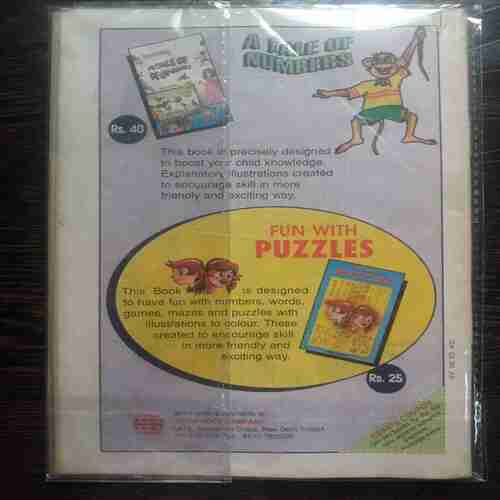 A TALE OF
NUMBERS
Rs. 40
This book is precisely designed
to boost your child knowledge.
Explanatory illustrations created
to encourage skill in more
friendly and exciting way.
FUN WITH
PUZZLES
This Book is designed
to have fun with numbers, words,
games, mazes and puzzles with
illustrations to colour. These
created to encourage skill
in more friendly and
exciting way.
Rs. 25